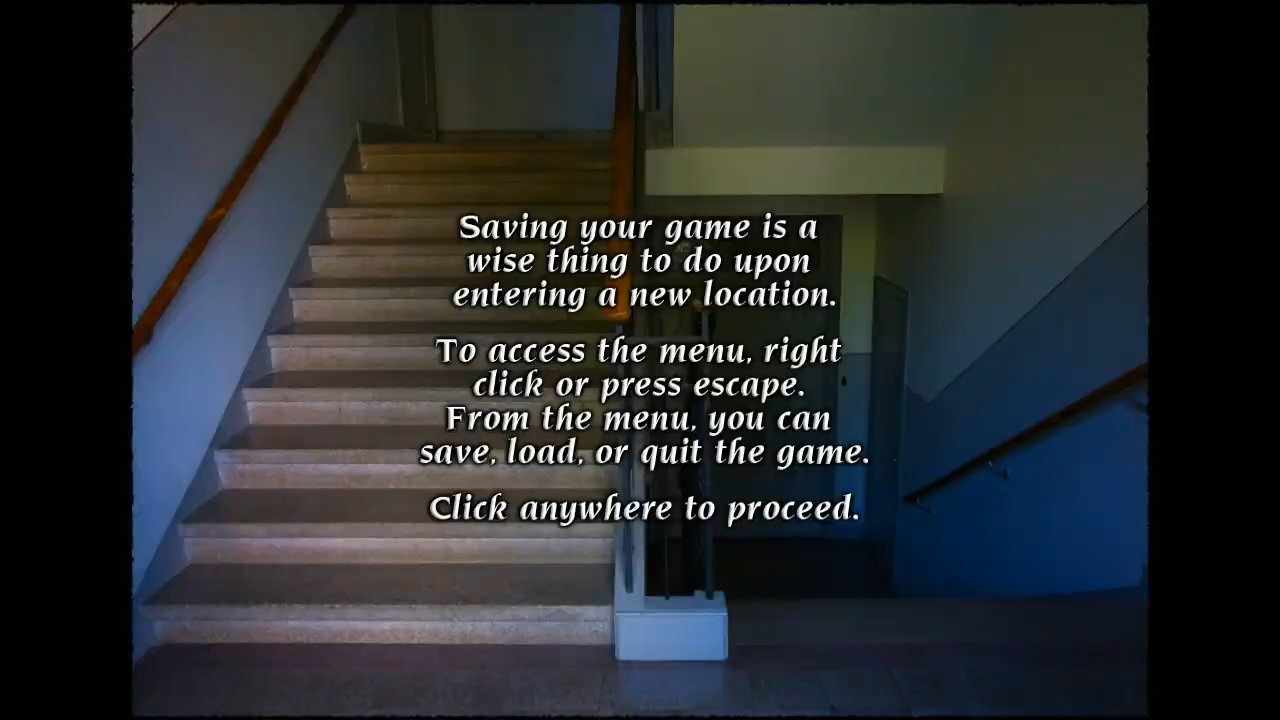 Saving your game is a
wise thing to do upon
entering a new location.
To access the menu, right
click or press escape.
From the menu, you can
save, load, or quit the game.
Click anywhere to proceed.